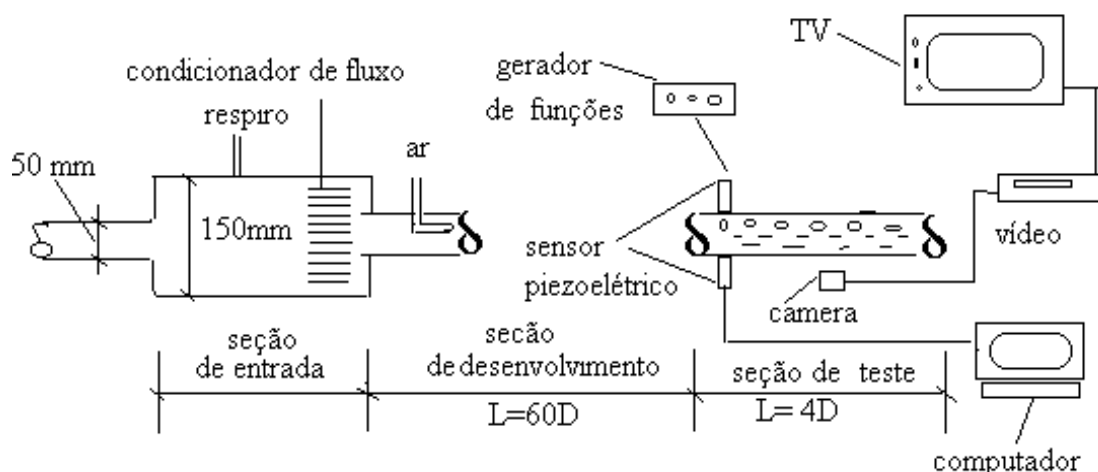 TV
condicionador de fluxo
gerador
de funções
respiro
ar
50 mm
150mm
sensor
piezoelétrico
vídeo
camera
seção
de entrada
secão
de desenvolvimento
L=60D
seção de teste
L=4D
computador